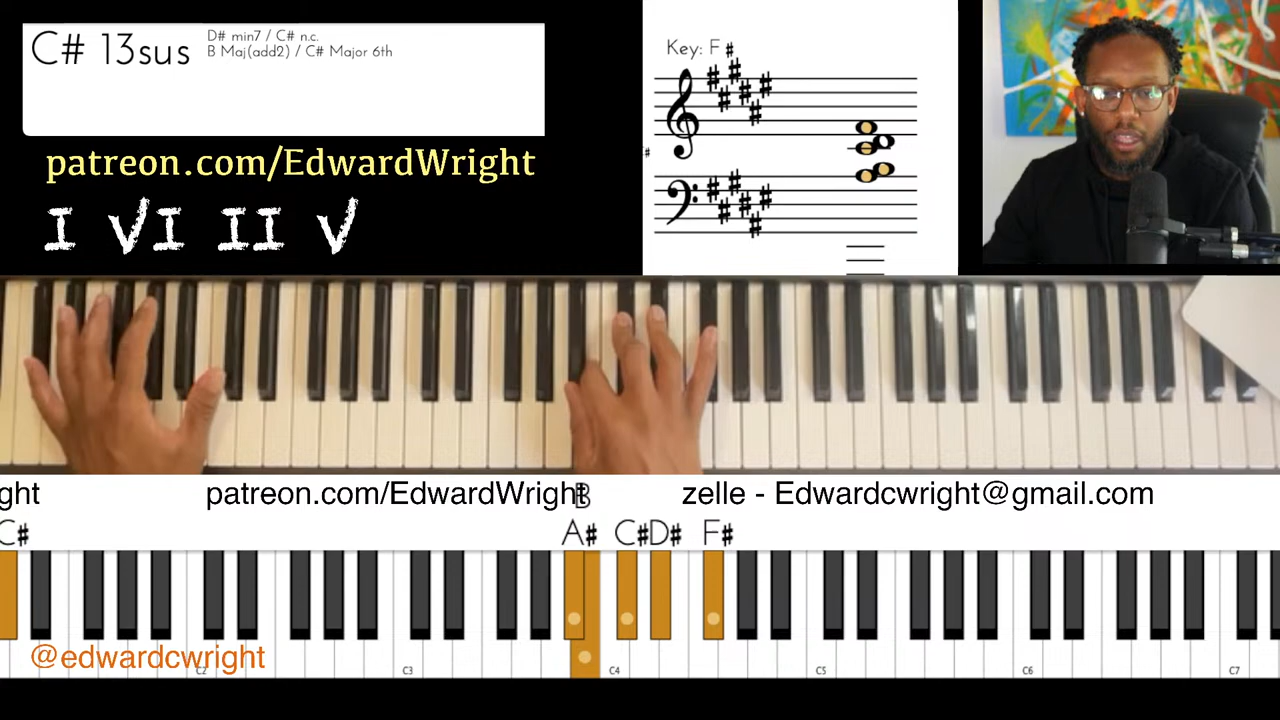 C# 13sus
D# min7 / C# n.c.
B Maj(add2) / C# Major 6th
Key: F#
patreon.com/EdwardWright
I VI II V
ght patreon.com/EdwardWright zelle - Edwardcwright@gmail.com
B
C# A# C# D# F#
@edwardcwright
C2 C3 C4 C5 C6 C7